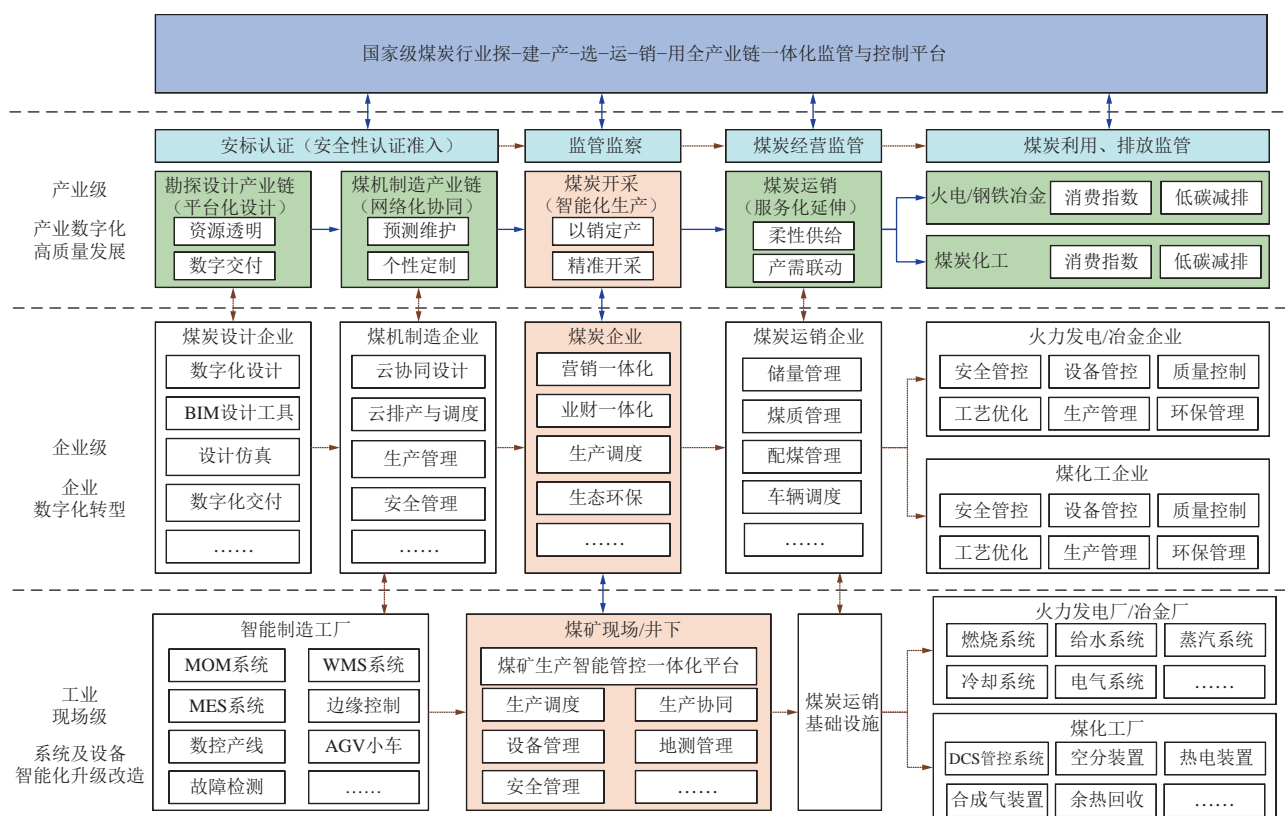 国家级煤炭行业探-建-产-选-运-销-用全产业链一体化监管与控制平台
安标认证（安全性认证准入）
监管监察
煤炭经营监管
煤炭利用、排放监管
产业级
产业数字化
高质量发展
勘探设计产业链
（平台化设计）
资源透明
数字交付
煤机制造产业链
（网络化协同）
预测维护
个性定制
煤炭开采
（智能化生产）
以销定产
精准开采
煤炭运销
（服务化延伸）
柔性供给
产需联动
火电/钢铁冶金
消费指数
低碳减排
煤炭化工
消费指数
低碳减排
企业级
企业
数字化转型
煤炭设计企业
数字化设计
BIM设计工具
设计仿真
数字化交付
……
煤机制造企业
云协同设计
云排产与调度
生产管理
安全管理
……
煤炭企业
营销一体化
业财一体化
生产调度
生态环保
……
煤炭运销企业
储量管理
煤质管理
配煤管理
车辆调度
……
火力发电/冶金企业
安全管控
设备管控
质量控制
工艺优化
生产管理
环保管理
煤化工企业
安全管控
设备管控
质量控制
工艺优化
生产管理
环保管理
工业
现场级
系统及设备
智能化升级改造
智能制造工厂
MOM系统
WMS系统
MES系统
边缘控制
数控产线
AGV小车
故障检测
……
煤矿现场/井下
煤矿生产智能管控一体化平台
生产调度
生产协同
设备管理
地测管理
安全管理
……
煤炭运销
基础设施
火力发电厂/冶金厂
燃烧系统
给水系统
蒸汽系统
冷却系统
电气系统
……
煤化工厂
DCS管控系统
空分装置
热电装置
合成气装置
余热回收
……